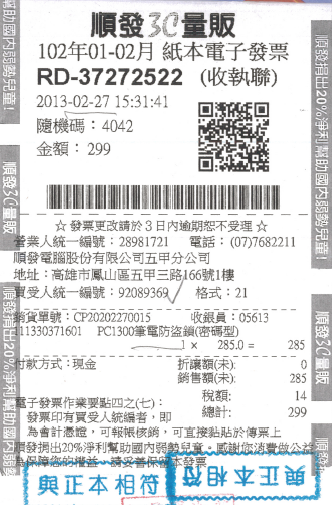 順發3C量販
102年01-02月 紙本電子發票
RD-37272522 (收執聯)
2013-02-27 15:31:41
隨機碼：4042
金額：299
☆ 發票更改請於3日內逾期恕不受理 ☆
營業人統一編號：28981721 電話：(07)7682211
順發電腦股份有限公司五甲分公司
地址：高雄市鳳山區五甲三路166號1樓
買受人統一編號：92089369 格式：21
銷貨單號：CP20202270015 收銀員：05613
111330371601 PC1300筆電防盜鎖(密碼型)
1 × 285.0 = 285
付款方式：現金 折讓額(未): 0
銷售額(未): 285
稅額: 14
總計: 299
電子發票作業要點四之(七)：
發票印有買受人統編者，即
為會計憑證，可報帳核銷，可直接黏貼於傳票上
順發捐出20%淨利幫助國內弱勢兒童。感謝您消費做公益
為保障您的權益，請妥善保管本發票
與正本相符
與正本相符
幫助國內弱勢兒童！
順發3C量販
順發捐出20%淨利幫助國內弱勢
順發捐出20%淨利幫助國內弱勢兒童！
順發3C量販